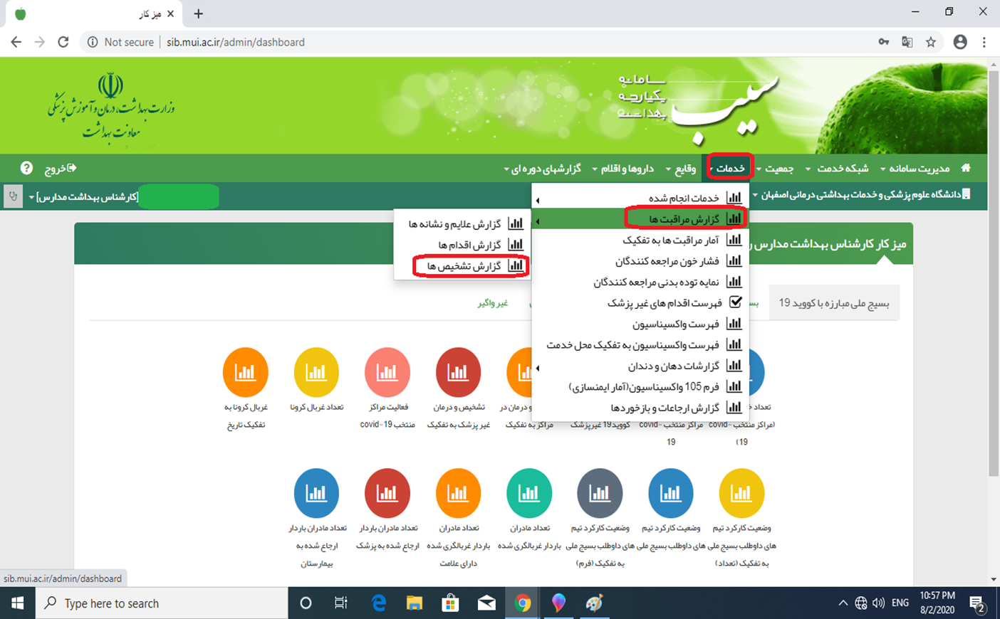 میز کار
Not secure
sib.mui.ac.ir/admin/dashboard
سامانه
یکپارچه
بهداشت
سیب
وزارت بهداشت، درمان و آموزش پزشکی
معاونت بهداشت
مدیریت سامانه
شبکه خدمت
جمعیت
خدمات
وقایع
داروها و اقلام
گزارشهای دوره ای
خروج
?
دانشگاه علوم پزشکی و خدمات بهداشتی درمانی اصفهان
[کارشناس بهداشت مدارس]
خدمات انجام شده
گزارش مراقبت ها
آمار مراقبت ها به تفکیک
فشار خون مراجعه کنندگان
نمایه توده بدنی مراجعه کنندگان
فهرست اقدام های غیر پزشک
فهرست واکسیناسیون
فهرست واکسیناسیون به تفکیک محل خدمت
گزارشات دهان و دندان
فرم 105 واکسیناسیون(آمار ایمنسازی)
گزارش ارجاعات و بازخوردها
گزارش علایم و نشانه ها
گزارش اقدام ها
گزارش تشخیص ها
میز کار کارشناس بهداشت مدارس
بسیج ملی مبارزه با کووید 19
غیر واگیر
تعداد
(مراکز منتخب covid-
19)
مراکز منتخب covid-
19
کووید19 غیرپزشک
و درمان در
مراکز به تفکیک
تشخیص و درمان
غیر پزشک به تفکیک
فعالیت مراکز
منتخب covid-19
تعداد غربال کرونا
غربال کرونا به
تفکیک تاریخ
وضعیت کارکرد تیم
های داوطلب بسیج ملی
به تفکیک (تعداد)
وضعیت کارکرد تیم
های داوطلب بسیج ملی
وضعیت کارکرد تیم
های داوطلب بسیج ملی
به تفکیک (فرم)
تعداد مادران
باردار غربالگری شده
تعداد مادران
باردار غربالگری شده
دارای علامت
تعداد مادران باردار
ارجاع شده به پزشک
تعداد مادران باردار
ارجاع شده به
بیمارستان
sib.mui.ac.ir/admin/dashboard
Type here to search
ENG
10:57 PM
8/2/2020
2